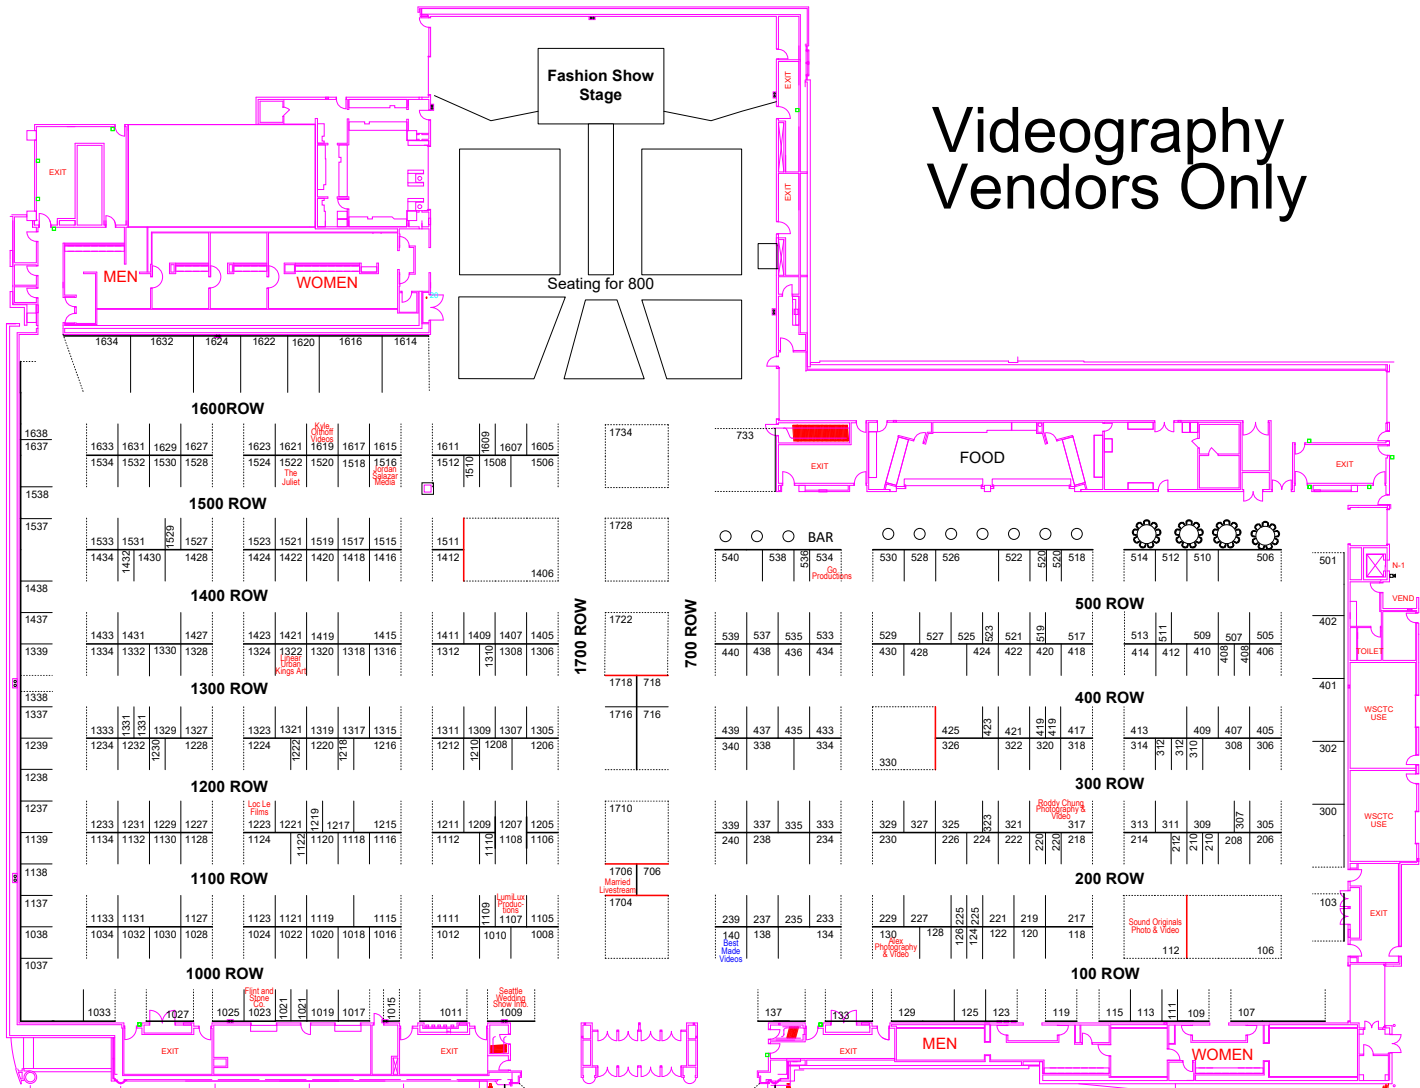 Videography
Vendors Only
Fashion Show
Stage
EXIT
EXIT
EXIT
MEN
WOMEN
Seating for 800
1634 1632 1624 1622 1620 1616 1614
1600ROW
Kyle
Olthoff
Videos
1638
1637
1633 1631 1629 1627 1623 1621 1619 1617 1615 1611 1609 1607 1605
1534 1532 1530 1528 1524 1522 1520 1518 1516 1512 1510 1508 1506
The
Juliet
Jordan
Salazar
Media
1734
733
EXIT
FOOD
EXIT
1538
1537
1500 ROW
1533 1531 1529 1527 1523 1521 1519 1517 1515 1511
1434 1432 1430 1428 1424 1422 1420 1418 1416 1412 1406
1728
BAR
540 538 536 534 530 528 526 522 520 520 518 514 512 510 506
Go
Productions
501
N-1
VEND
1438
1437
1400 ROW
1700 ROW
700 ROW
500 ROW
402
TOILET
1433 1431 1427 1423 1421 1419 1415 1411 1409 1407 1405
1339
1334 1332 1330 1328 1324 1322 1320 1318 1316 1312 1310 1308 1306
Linear
Urban
Kings Art
1722
539 537 535 533 529 527 525 523 521 519 517 513 511 509 507 505
440 438 436 434 430 428 424 422 420 418 414 412 410 408 408 406
1718 718
401
1338
1337
1300 ROW
400 ROW
WSCTC
USE
1333 1331 1331 1329 1327 1323 1321 1319 1317 1315 1311 1309 1307 1305
1239
1234 1232 1230 1228 1224 1222 1220 1218 1216 1212 1210 1208 1206
1716 716
439 437 435 433 425 423 421 419 419 417 413 409 407 405
340 338 334 330 326 322 320 318 314 312 312 310 308 306
302
1238
1237
1200 ROW
300 ROW
300
WSCTC
USE
Loc Le
Films
Roddy Chung
Photography &
Video
1233 1231 1229 1227 1223 1221 1219 1217 1215 1211 1209 1207 1205
1139
1134 1132 1130 1128 1124 1122 1120 1118 1116 1112 1110 1108 1106
1710
339 337 335 333 329 327 325 323 321 317 313 311 309 307 305
240 238 234 230 226 224 222 220 220 218 214 212 210 210 208 206
1138
1137
1100 ROW
1706 706
Married
Livestream
200 ROW
103
EXIT
LumiLux
Produc-
tions
1133 1131 1127 1123 1121 1119 1115 1111 1109 1107 1105
1038
1034 1032 1030 1028 1024 1022 1020 1018 1016 1012 1010 1008
1704
239 237 235 233 229 227 225 225 221 219 217
140 138 134 130 128 126 124 122 120 118 112 106
Best
Made
Videos
Alex
Photography
& Video
Sound Originals
Photo & Video
1037
1000 ROW
100 ROW
Flint and
Stone
Co.
Seattle
Wedding
Show Info.
1033 1027 1025 1023 1021 1021 1019 1017 1015 1011 1009
137 133 129 125 123 119 115 113 111 109 107
EXIT
EXIT
EXIT
MEN
WOMEN